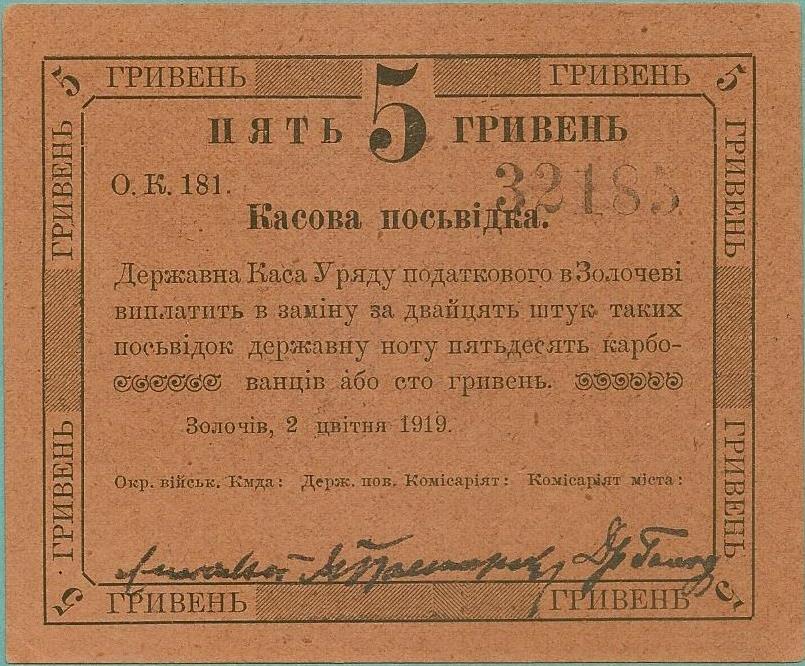 5 ГРИВЕНЬ ГРИВЕНЬ 5
ПЯТЬ 5 ГРИВЕНЬ
О. К. 181.
32185
Касова посьвідка.
Державна Каса Уряду податкового в Золочеві
виплатить в заміну за двайцять штук таких
посьвідок державну ноту пятьдесять карбо-
ванців або сто гривень.
Золочів, 2 цвітня 1919.
Окр. військ. Кмда: Держ. пов. Комісаріят: Комісаріят міста:
5 ГРИВЕНЬ ГРИВЕНЬ 5
ГРИВЕНЬ
ГРИВЕНЬ
ГРИВЕНЬ
ГРИВЕНЬ